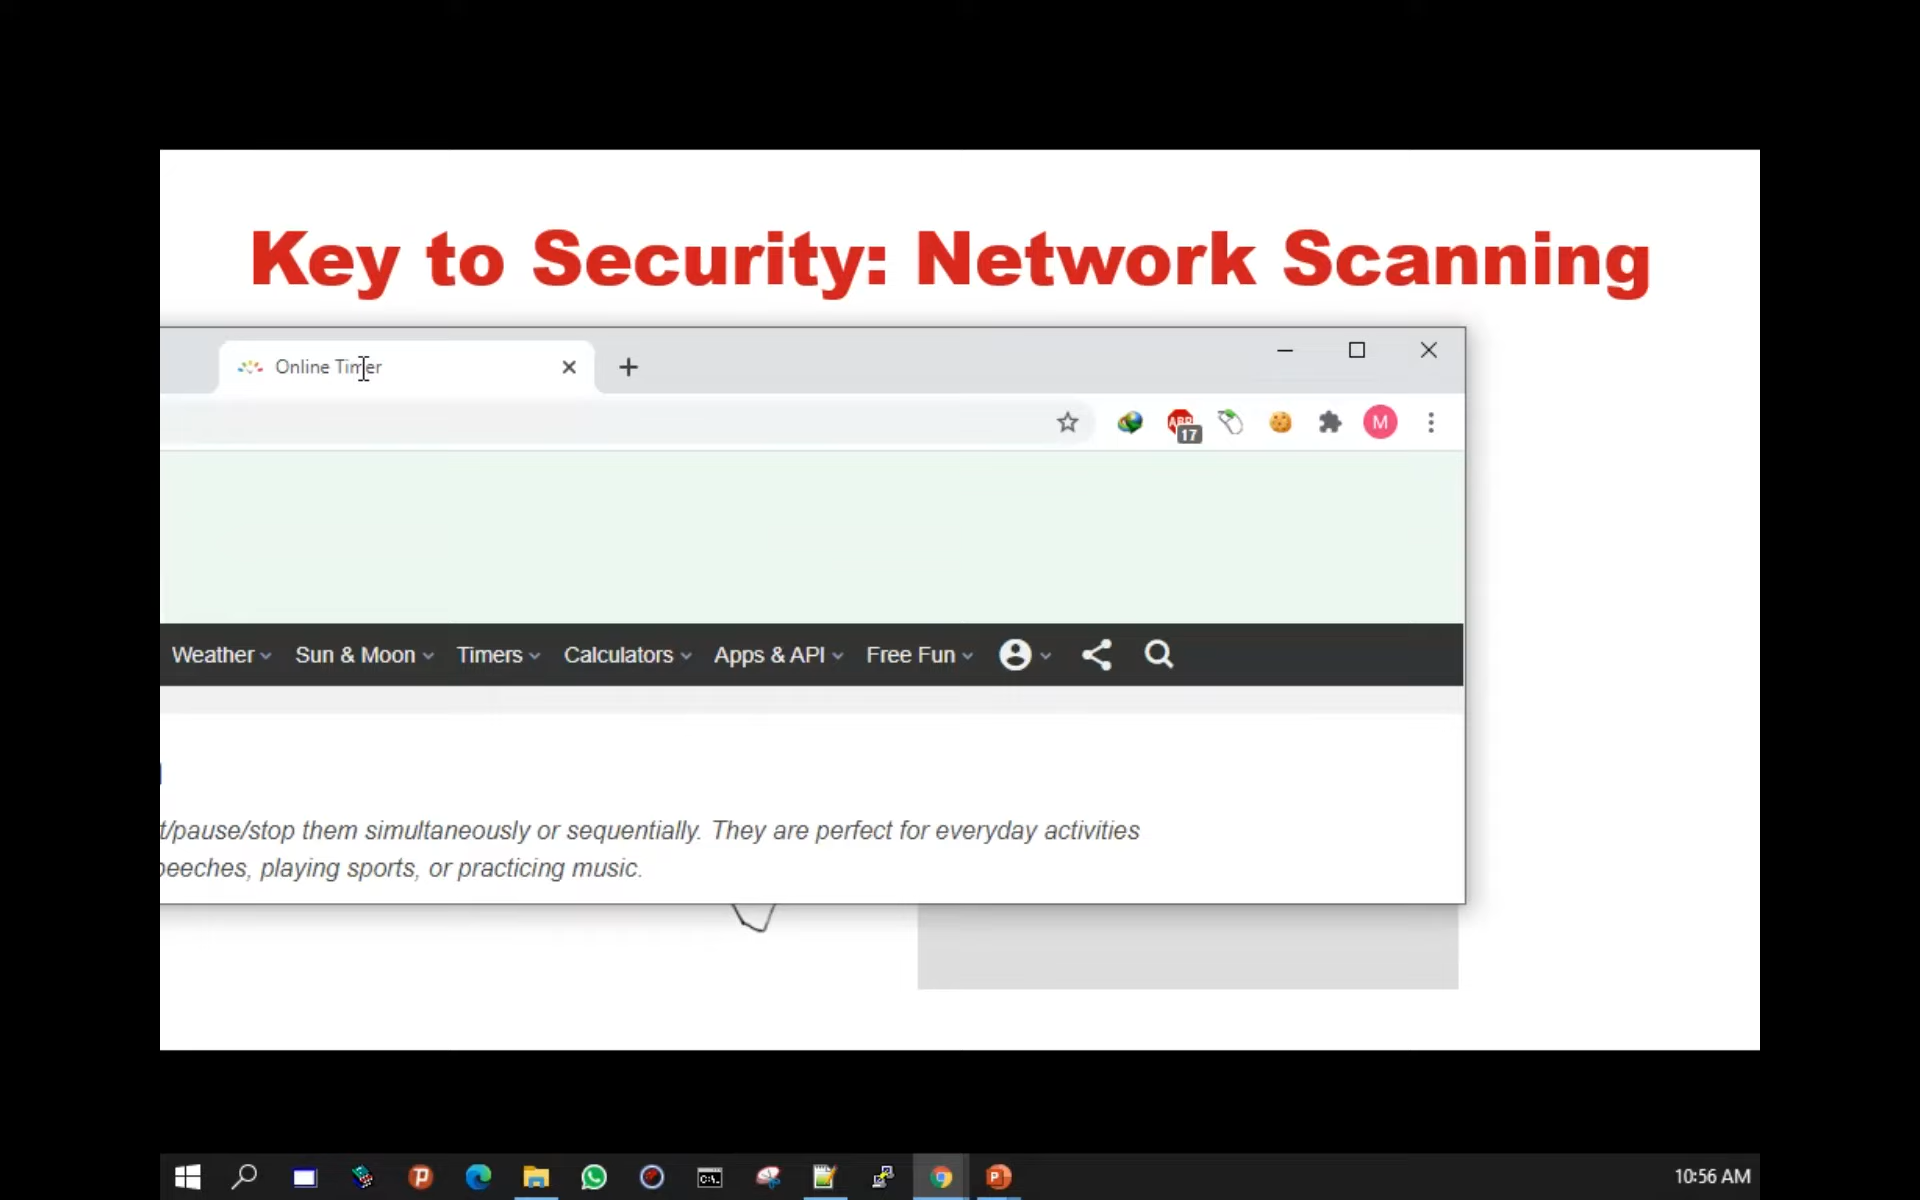 Key to Security: Network Scanning
Online Timer
17
M
Weather Sun & Moon Timers Calculators Apps & API Free Fun
t/pause/stop them simultaneously or sequentially. They are perfect for everyday activities
peeches, playing sports, or practicing music.
10:56 AM